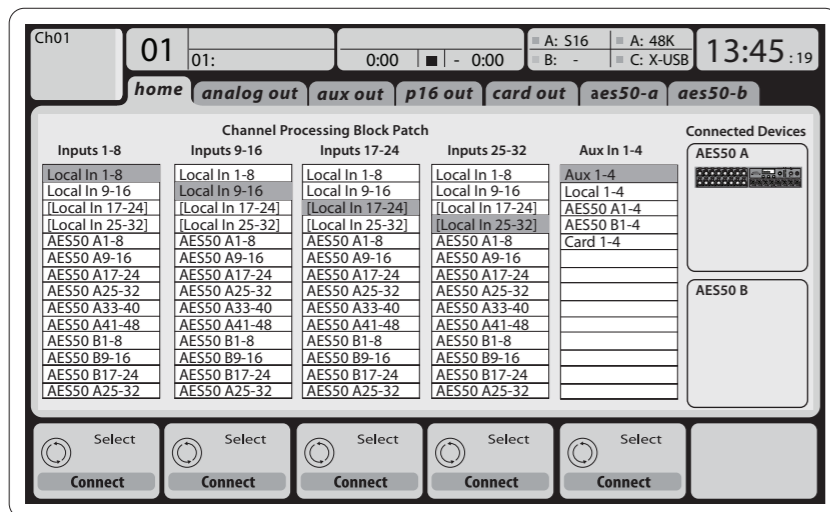 Ch01
01
01:
0:00 - 0:00
A: S16 A: 48K
B: - C: X-USB
13:45 :19
home analog out aux out p16 out card out aes50-a aes50-b
Channel Processing Block Patch
Connected Devices
Inputs 1-8 Inputs 9-16 Inputs 17-24 Inputs 25-32 Aux In 1-4
AES50 A
Local In 1-8 Local In 1-8 Local In 1-8 Local In 1-8 Aux 1-4
Local In 9-16 Local In 9-16 Local In 9-16 Local In 9-16 Local 1-4
[Local In 17-24] [Local In 17-24] [Local In 17-24] [Local In 17-24] AES50 A1-4
[Local In 25-32] [Local In 25-32] [Local In 25-32] [Local In 25-32] AES50 B1-4
AES50 A1-8 AES50 A1-8 AES50 A1-8 AES50 A1-8 Card 1-4
AES50 A9-16 AES50 A9-16 AES50 A9-16 AES50 A9-16
AES50 A17-24 AES50 A17-24 AES50 A17-24 AES50 A17-24
AES50 A25-32 AES50 A25-32 AES50 A25-32 AES50 A25-32
AES50 B
AES50 A33-40 AES50 A33-40 AES50 A33-40 AES50 A33-40
AES50 A41-48 AES50 A41-48 AES50 A41-48 AES50 A41-48
AES50 B1-8 AES50 B1-8 AES50 B1-8 AES50 B1-8
AES50 B9-16 AES50 B9-16 AES50 B9-16 AES50 B9-16
AES50 B17-24 AES50 B17-24 AES50 B17-24 AES50 B17-24
AES50 A25-32 AES50 A25-32 AES50 A25-32 AES50 A25-32
Select Select Select Select Select
Connect Connect Connect Connect Connect